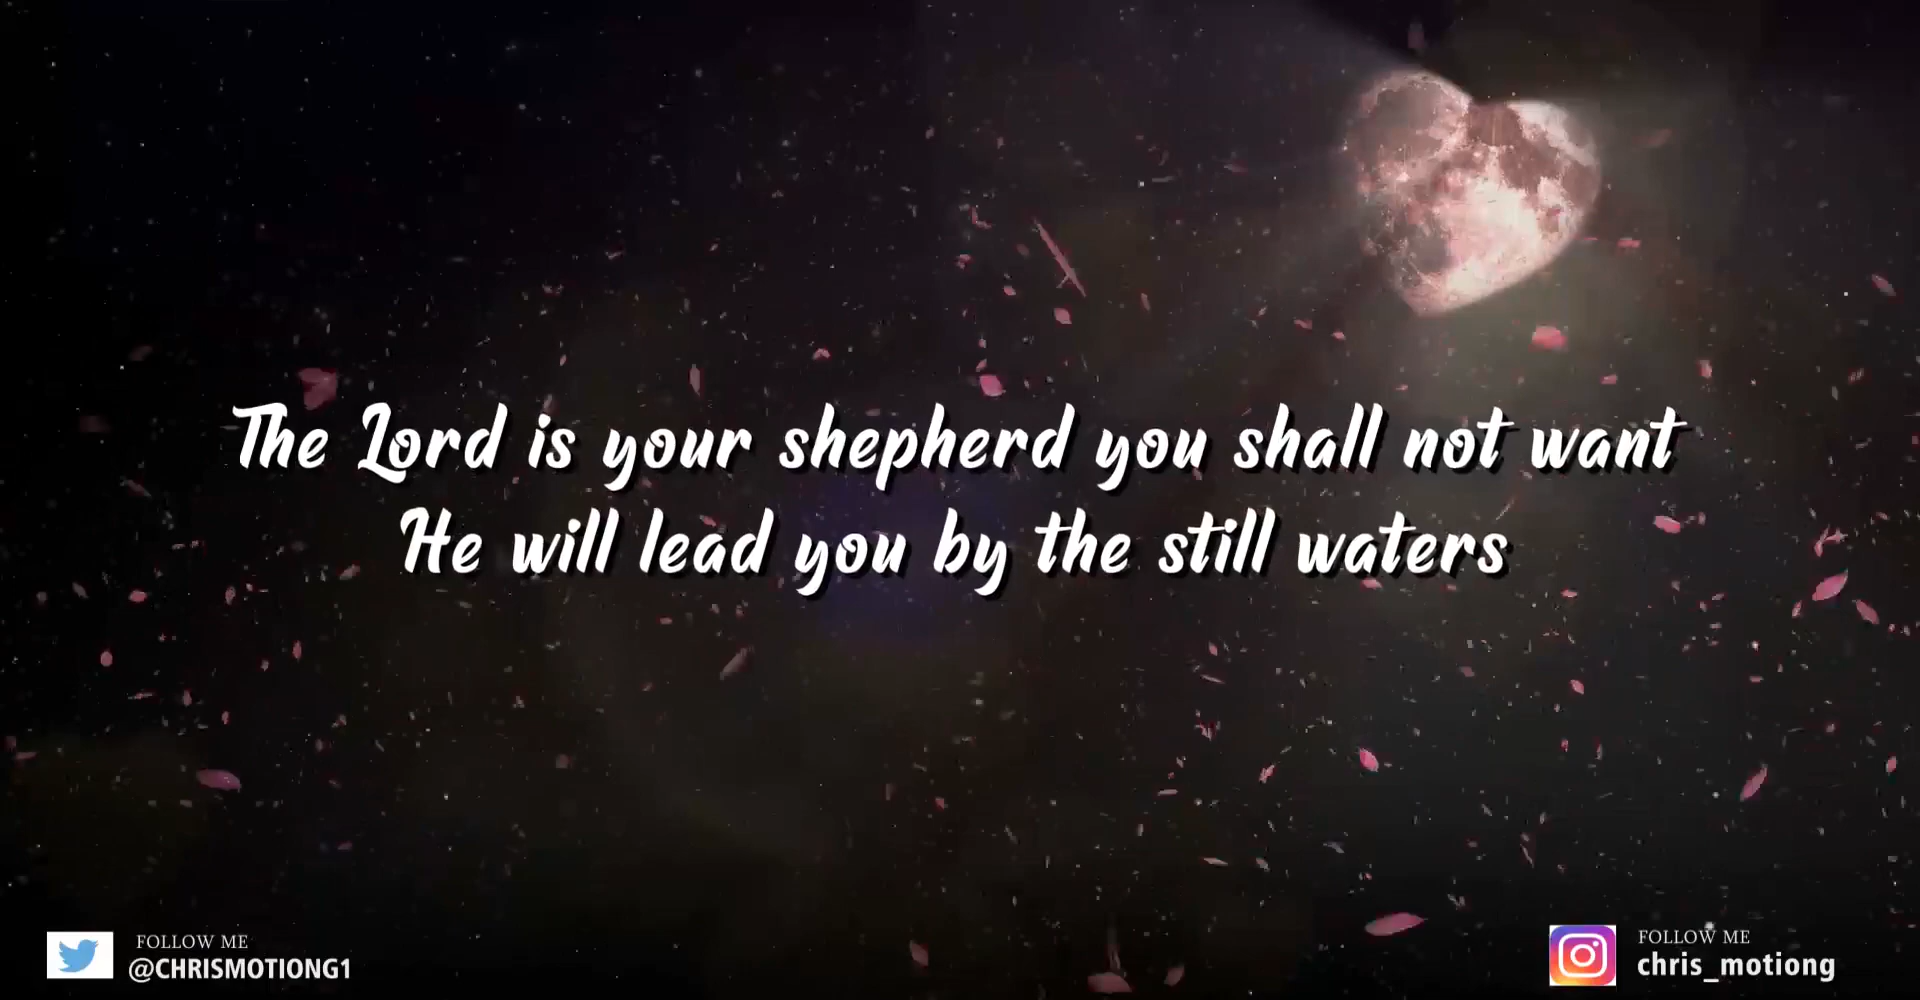 The Lord is your shepherd you shall not want
He will lead you by the still waters
FOLLOW ME
@CHRISMOTIONG1
FOLLOW ME
chris_motiong